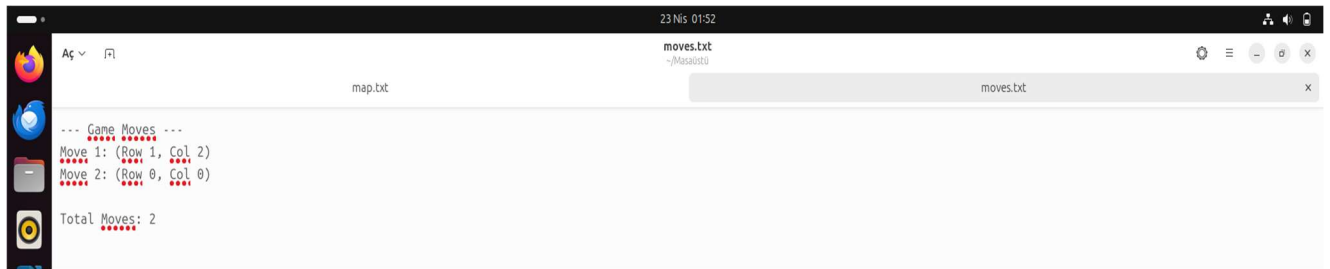 23 Nis 01:52
Aç
moves.txt
~/Masaüstü
map.txt
moves.txt
--- Game Moves ---
Move 1: (Row 1, Col 2)
Move 2: (Row 0, Col 0)
Total Moves: 2